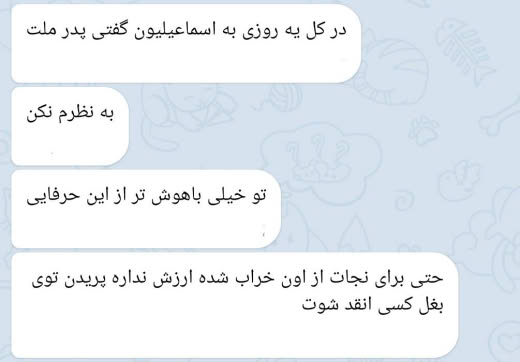 در کل یه روزی به اسماعیلیون گفتی پدر ملت
به نظرم نکن
تو خیلی باهوش تر از این حرفایی
حتی برای نجات از اون خراب شده ارزش نداره پریدن توی
بغل کسی انقد شوت